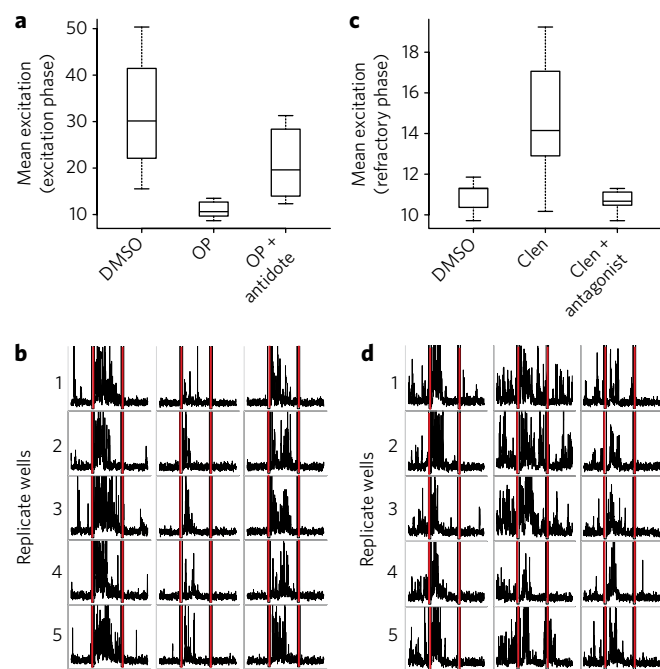 a
Mean excitation
(excitation phase)
50
40
30
20
10
DMSO
OP
OP +
antidote
c
Mean excitation
(refractory phase)
18
16
14
12
10
DMSO
Clen
Clen +
antagonist
b
Replicate wells
1
2
3
4
5
d
Replicate wells
1
2
3
4
5